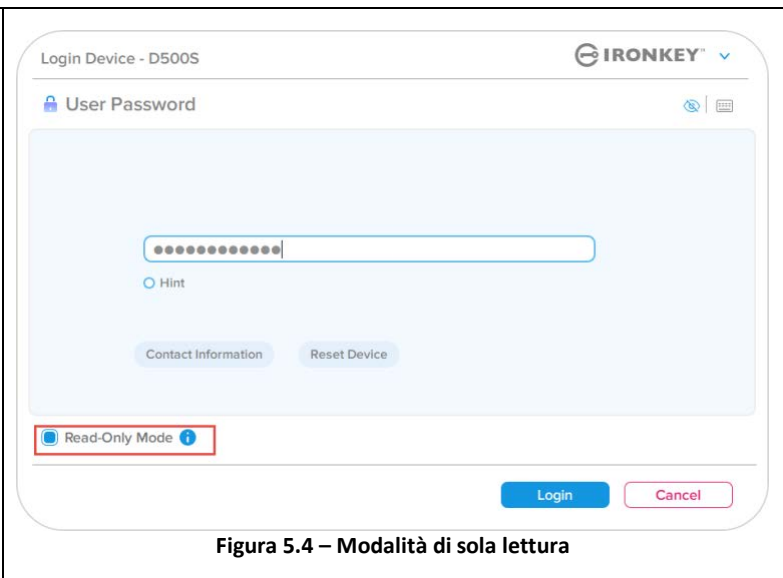 Login Device - D500S
IRONKEY™
User Password
●●●●●●●●●●●●
Hint
Contact Information Reset Device
Read-Only Mode
Login Cancel
Figura 5.4 – Modalità di sola lettura